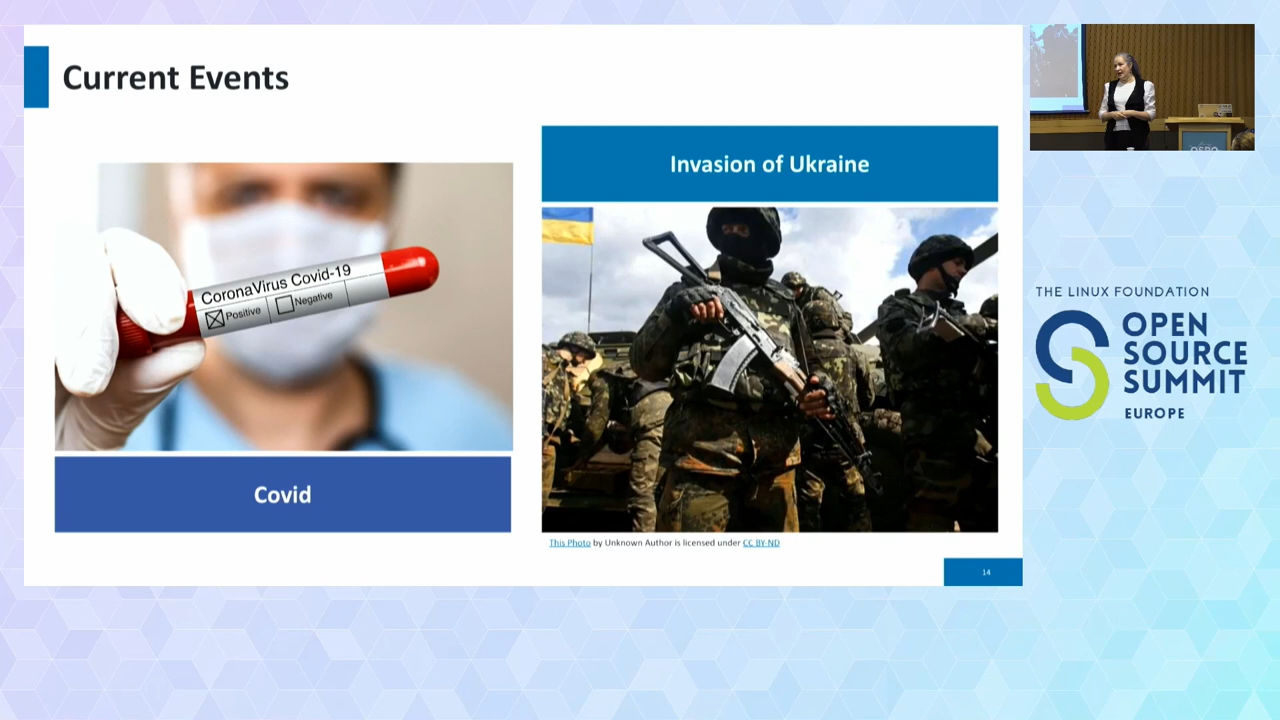 Current Events
CoronaVirus Covid-19
Positive
Negative
Covid
Invasion of Ukraine
This Photo by Unknown Author is licensed under CC BY-ND
14
OSPO
THE LINUX FOUNDATION
OPEN
SOURCE
SUMMIT
EUROPE